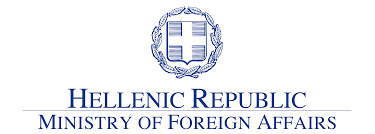 HELLENIC REPUBLIC
MINISTRY OF FOREIGN AFFAIRS